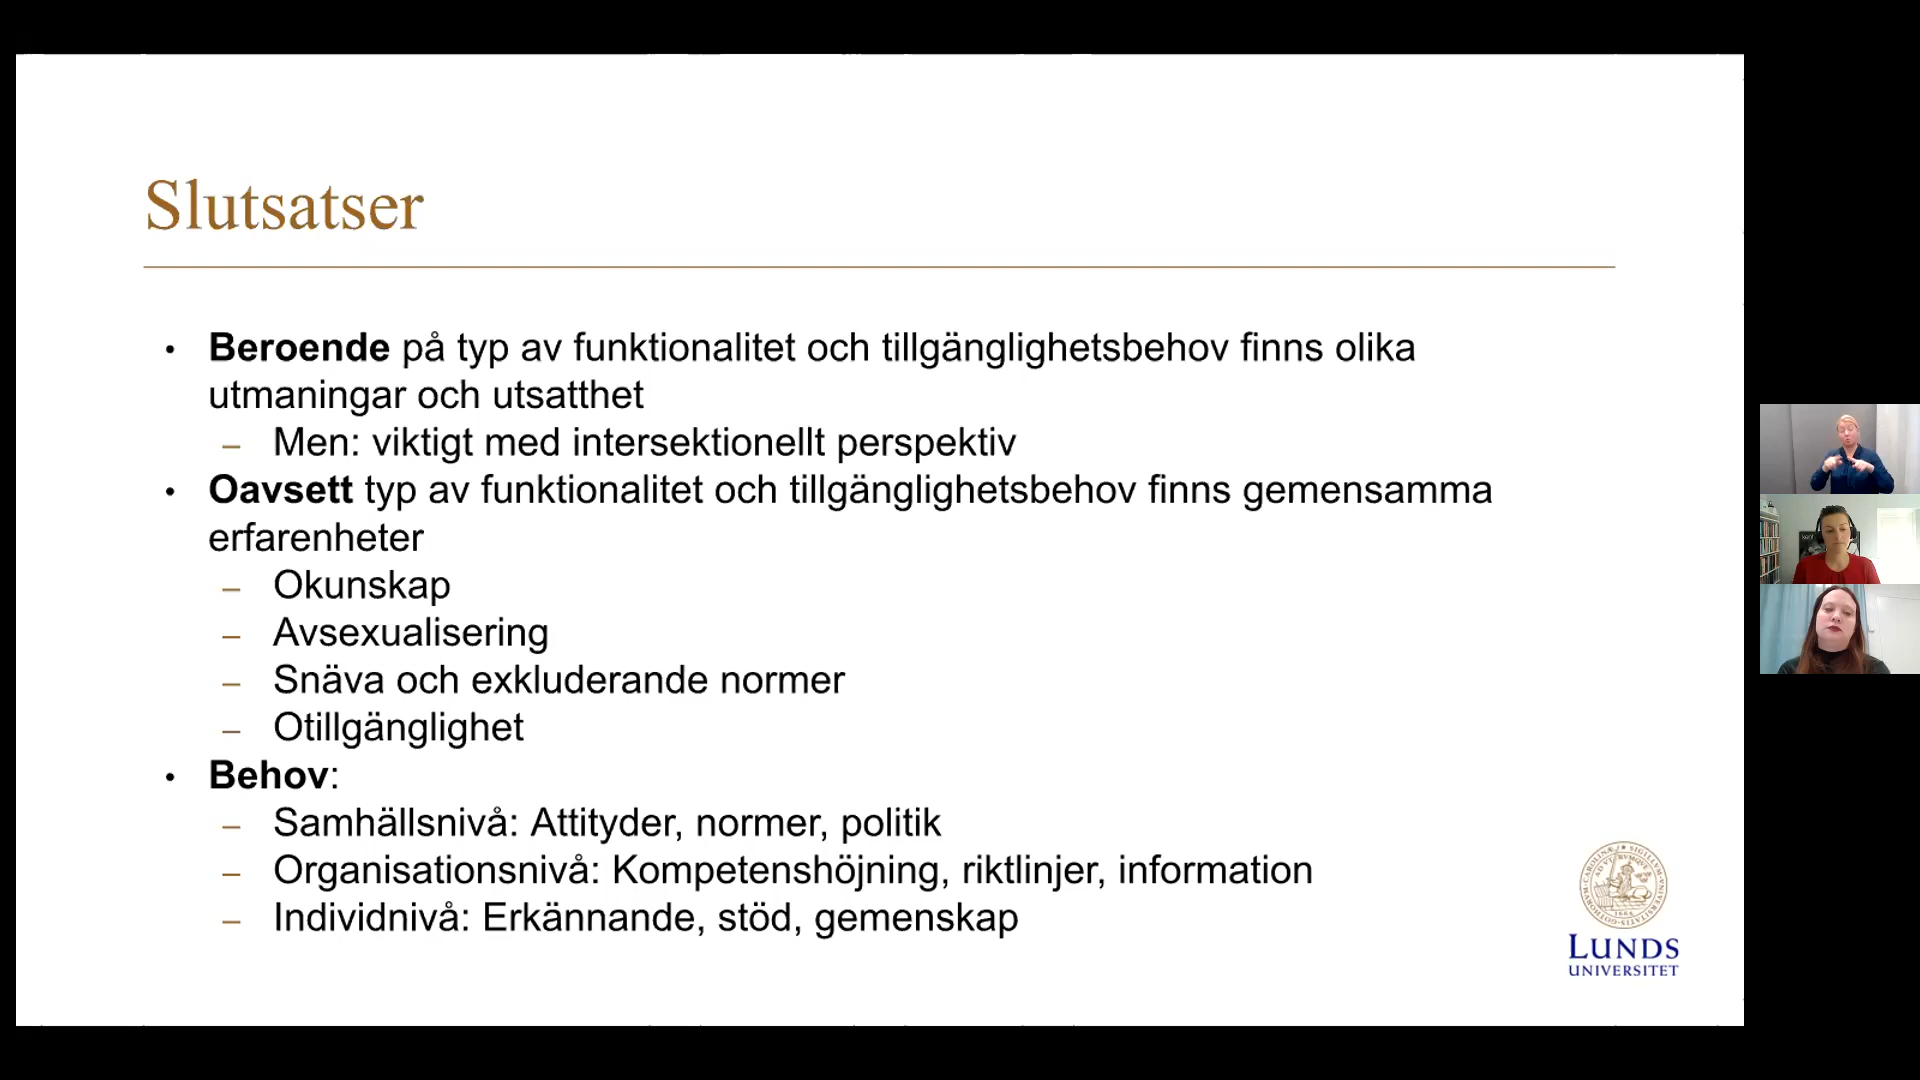 Slutsatser
• Beroende på typ av funktionalitet och tillgänglighetsbehov finns olika
utmaningar och utsatthet
– Men: viktigt med intersektionellt perspektiv
• Oavsett typ av funktionalitet och tillgänglighetsbehov finns gemensamma
erfarenheter
– Okunskap
– Avsexualisering
– Snäva och exkluderande normer
– Otillgänglighet
• Behov:
– Samhällsnivå: Attityder, normer, politik
– Organisationsnivå: Kompetenshöjning, riktlinjer, information
– Individnivå: Erkännande, stöd, gemenskap
LUNDS
UNIVERSITET